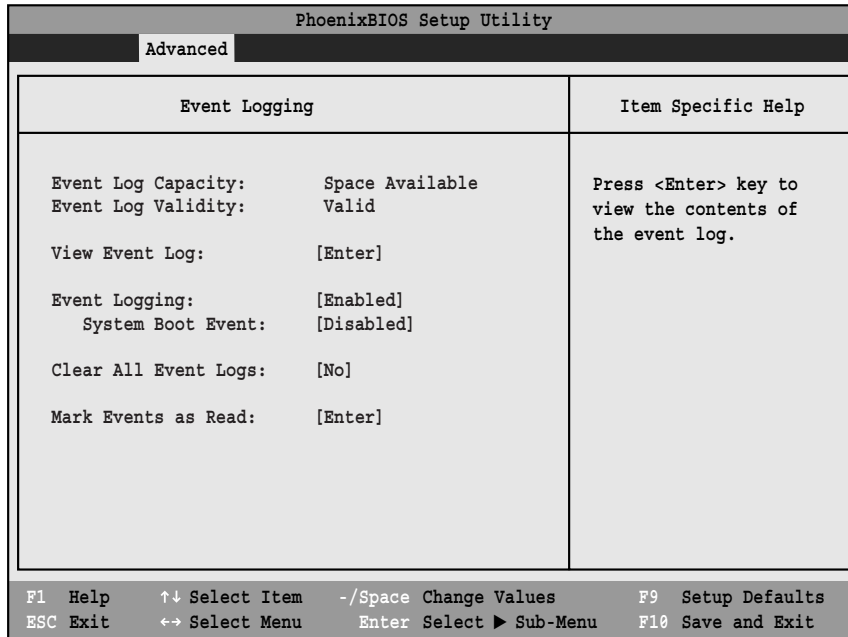 PhoenixBIOS Setup Utility
Advanced
Event Logging
Item Specific Help
Event Log Capacity: Space Available
Event Log Validity: Valid
View Event Log: [Enter]
Event Logging: [Enabled]
System Boot Event: [Disabled]
Clear All Event Logs: [No]
Mark Events as Read: [Enter]
Press <Enter> key to
view the contents of
the event log.
F1 Help ↑↓ Select Item -/Space Change Values F9 Setup Defaults
ESC Exit ←→ Select Menu Enter Select ▶ Sub-Menu F10 Save and Exit